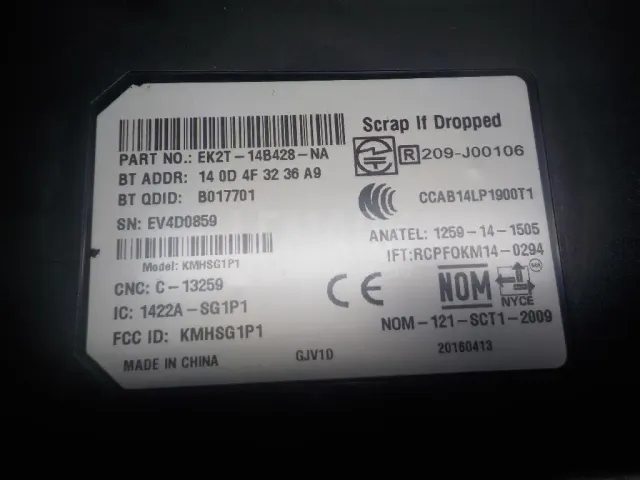 Scrap If Dropped
PART NO.: EK2T-14B428-NA
R 209-J00106
BT ADDR: 14 0D 4F 32 36 A9
BT QDID: B017701
CCAB14LP1900T1
SN: EV4D0859
ANATEL: 1259-14-1505
IFT:RCPFOKM14-0294
Model: KMHSG1P1
CNC: C-13259
CE
NOM
NYCE
IC: 1422A-SG1P1
NOM-121-SCT1-2009
FCC ID: KMHSG1P1
20160413
MADE IN CHINA
GJV10